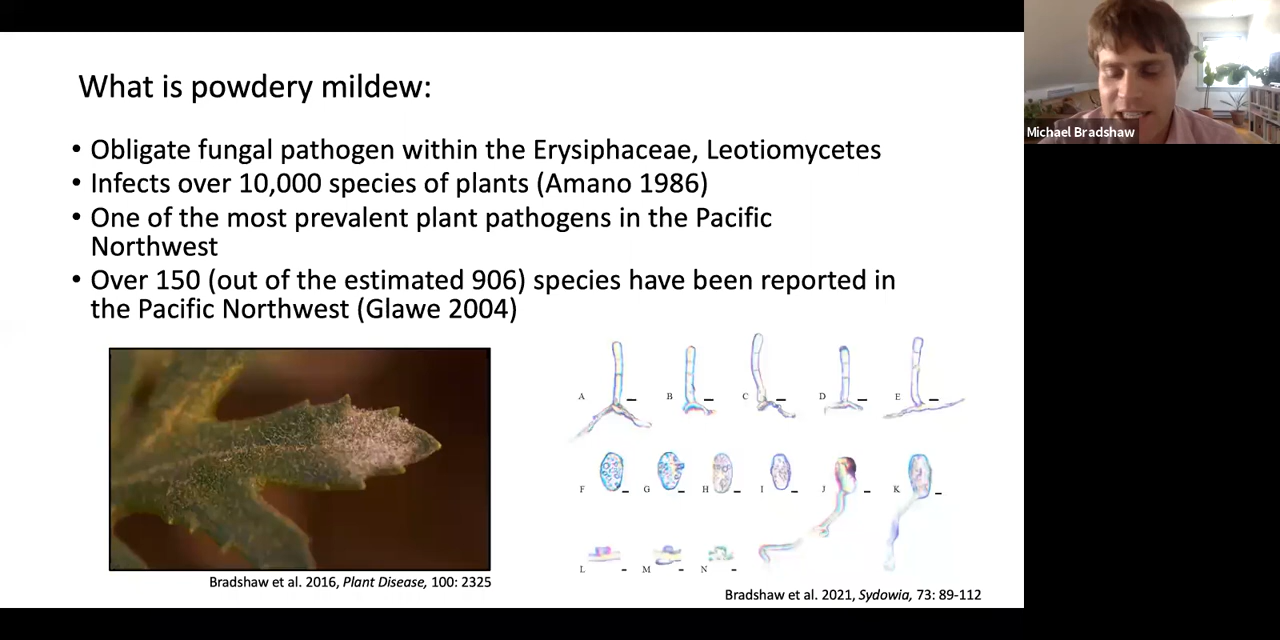 What is powdery mildew:
• Obligate fungal pathogen within the Erysiphaceae, Leotiomycetes
• Infects over 10,000 species of plants (Amano 1986)
• One of the most prevalent plant pathogens in the Pacific
Northwest
• Over 150 (out of the estimated 906) species have been reported in
the Pacific Northwest (Glawe 2004)
A B C D E
F G H I J K
L M N
Bradshaw et al. 2016, Plant Disease, 100: 2325
Bradshaw et al. 2021, Sydowia, 73: 89-112
Michael Bradshaw